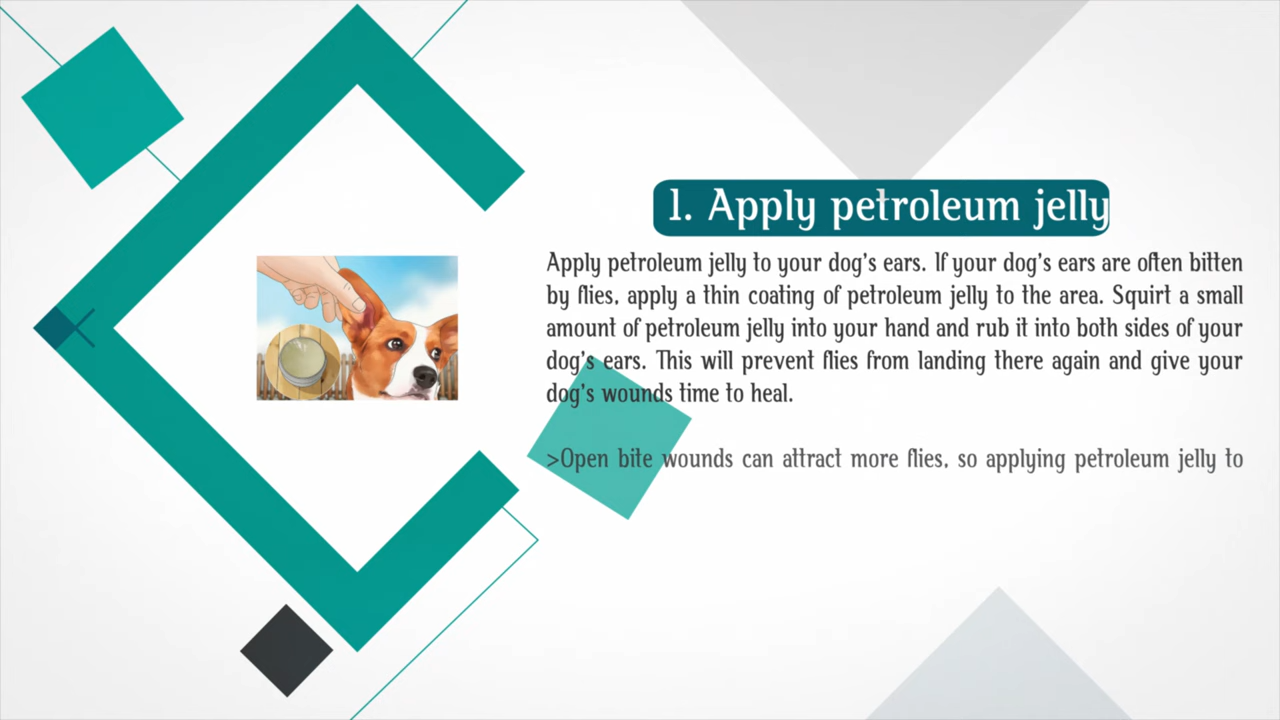 1. Apply petroleum jelly
Apply petroleum jelly to your dog's ears. If your dog's ears are often bitten
by flies, apply a thin coating of petroleum jelly to the area. Squirt a small
amount of petroleum jelly into your hand and rub it into both sides of your
dog's ears. This will prevent flies from landing there again and give your
dog's wounds time to heal.
>Open bite wounds can attract more flies, so applying petroleum jelly to